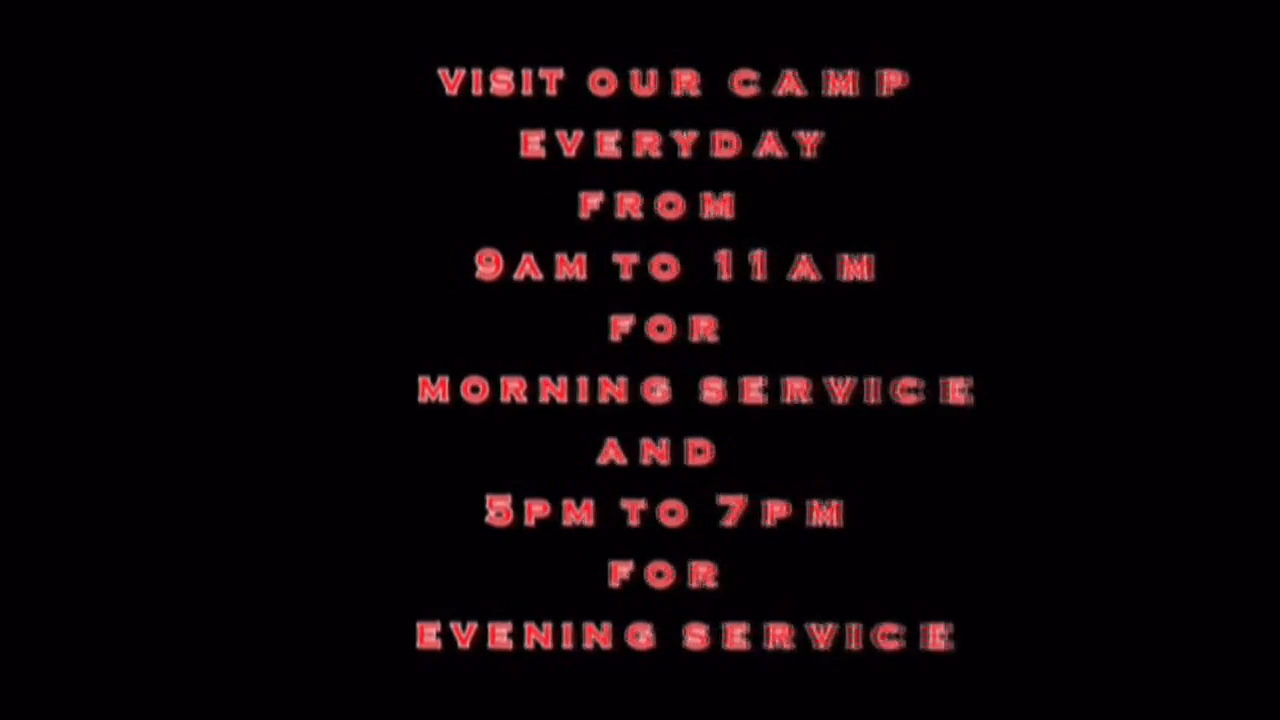 VISIT OUR CAMP
EVERYDAY
FROM
9AM TO 11AM
FOR
MORNING SERVICE
AND
5PM TO 7PM
FOR
EVENING SERVICE